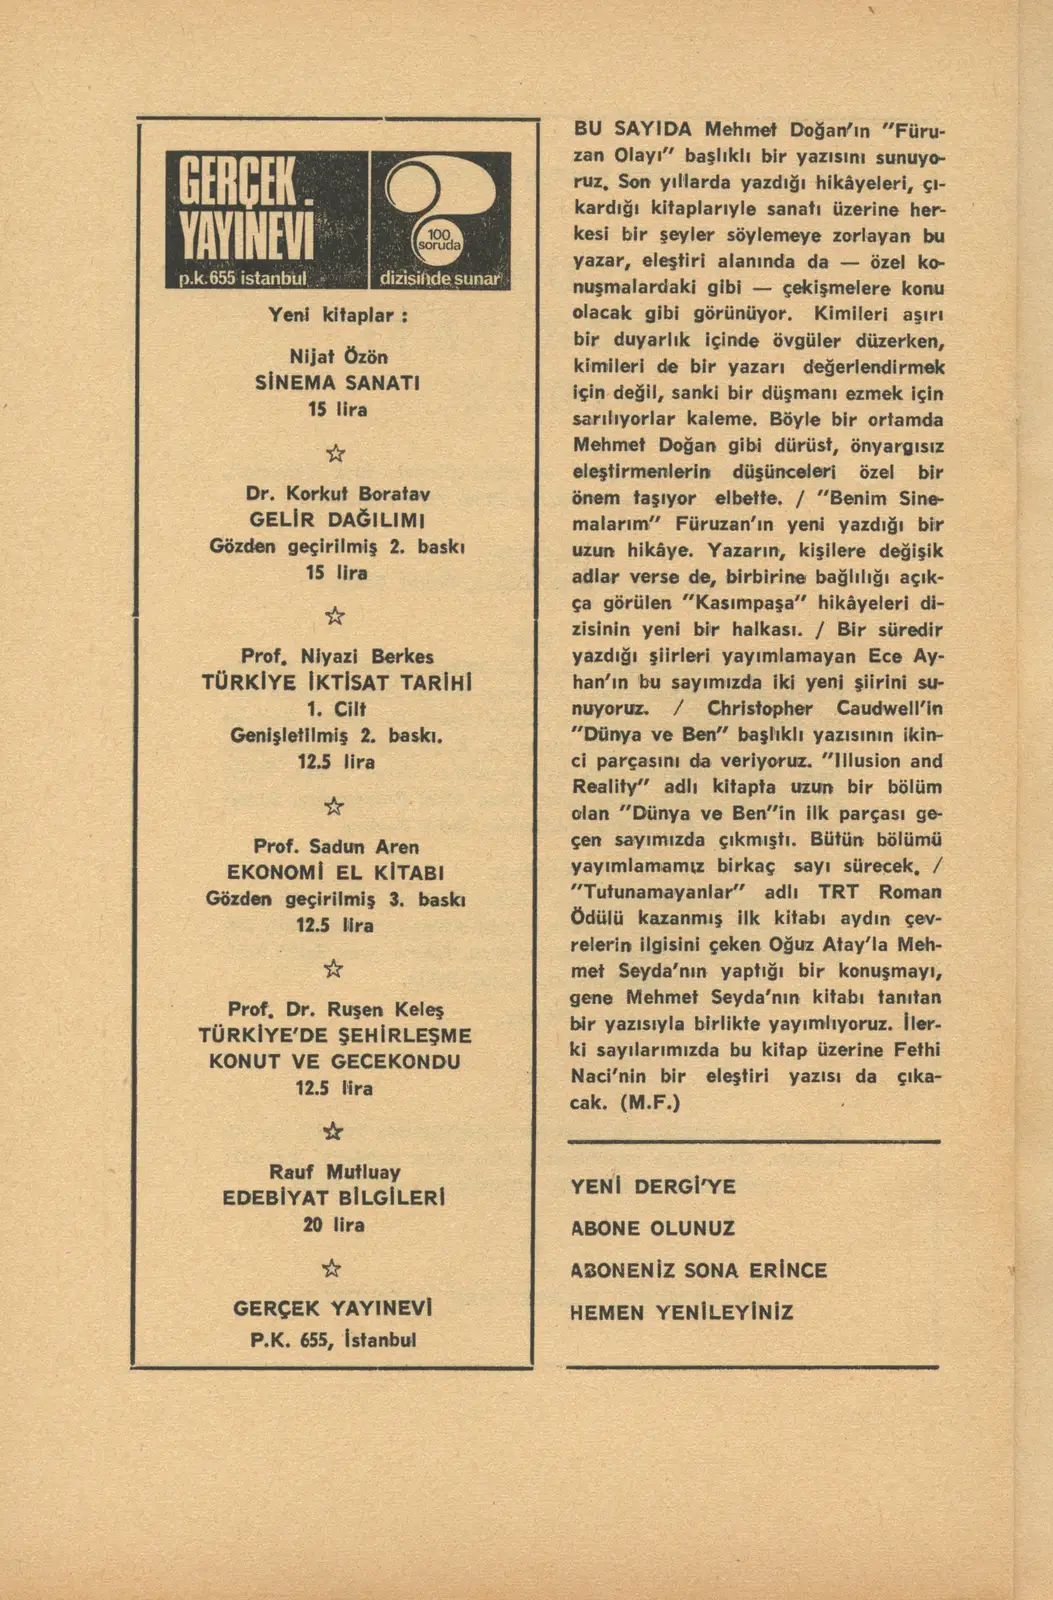 GERÇEK
YAYINEVİ
p.k. 655 istanbul
100
soruda
dizisinde sunar
Yeni kitaplar :
Nijat Özön
SİNEMA SANATI
15 lira
Dr. Korkut Boratav
GELİR DAĞILIMI
Gözden geçirilmiş 2. baskı
15 lira
Prof. Niyazi Berkes
TÜRKİYE İKTİSAT TARİHİ
1. Cilt
Genişletilmiş 2. baskı.
12.5 lira
Prof. Sadun Aren
EKONOMİ EL KİTABI
Gözden geçirilmiş 3. baskı
12.5 lira
Prof. Dr. Ruşen Keleş
TÜRKİYE'DE ŞEHİRLEŞME
KONUT VE GECEKONDU
12.5 lira
Rauf Mutluay
EDEBİYAT BİLGİLERİ
20 lira
GERÇEK YAYINEVİ
P.K. 655, İstanbul
BU SAYIDA Mehmet Doğan'ın "Füru-
zan Olayı" başlıklı bir yazısını sunuyo-
ruz. Son yıllarda yazdığı hikâyeleri, çı-
kardığı kitaplarıyle sanatı üzerine her-
kesi bir şeyler söylemeye zorlayan bu
yazar, eleştiri alanında da — özel ko-
nuşmalardaki gibi — çekişmelere konu
olacak gibi görünüyor. Kimileri aşırı
bir duyarlık içinde övgüler düzerken,
kimileri de bir yazarı değerlendirmek
için değil, sanki bir düşmanı ezmek için
sarılıyorlar kaleme. Böyle bir ortamda
Mehmet Doğan gibi dürüst, önyargısız
eleştirmenlerin düşünceleri özel bir
önem taşıyor elbette. / "Benim Sine-
malarım" Füruzan'ın yeni yazdığı bir
uzun hikâye. Yazarın, kişilere değişik
adlar verse de, birbirine bağlılığı açık-
ça görülen "Kasımpaşa" hikâyeleri di-
zisinin yeni bir halkası. / Bir süredir
yazdığı şiirleri yayımlamayan Ece Ay-
han'ın bu sayımızda iki yeni şiirini su-
nuyoruz. / Christopher Caudwell'in
"Dünya ve Ben" başlıklı yazısının ikin-
ci parçasını da veriyoruz. "Illusion and
Reality" adlı kitapta uzun bir bölüm
olan "Dünya ve Ben"in ilk parçası ge-
çen sayımızda çıkmıştı. Bütün bölümü
yayımlamamız birkaç sayı sürecek. /
"Tutunamayanlar" adlı TRT Roman
Ödülü kazanmış ilk kitabı aydın çev-
relerin ilgisini çeken Oğuz Atay'la Meh-
met Seyda'nın yaptığı bir konuşmayı,
gene Mehmet Seyda'nın kitabı tanıtan
bir yazısıyla birlikte yayımlıyoruz. İler-
ki sayılarımızda bu kitap üzerine Fethi
Naci'nin bir eleştiri yazısı da çıka-
cak. (M.F.)
YENİ DERGİ'YE
ABONE OLUNUZ
ABONENİZ SONA ERİNCE
HEMEN YENİLEYİNİZ